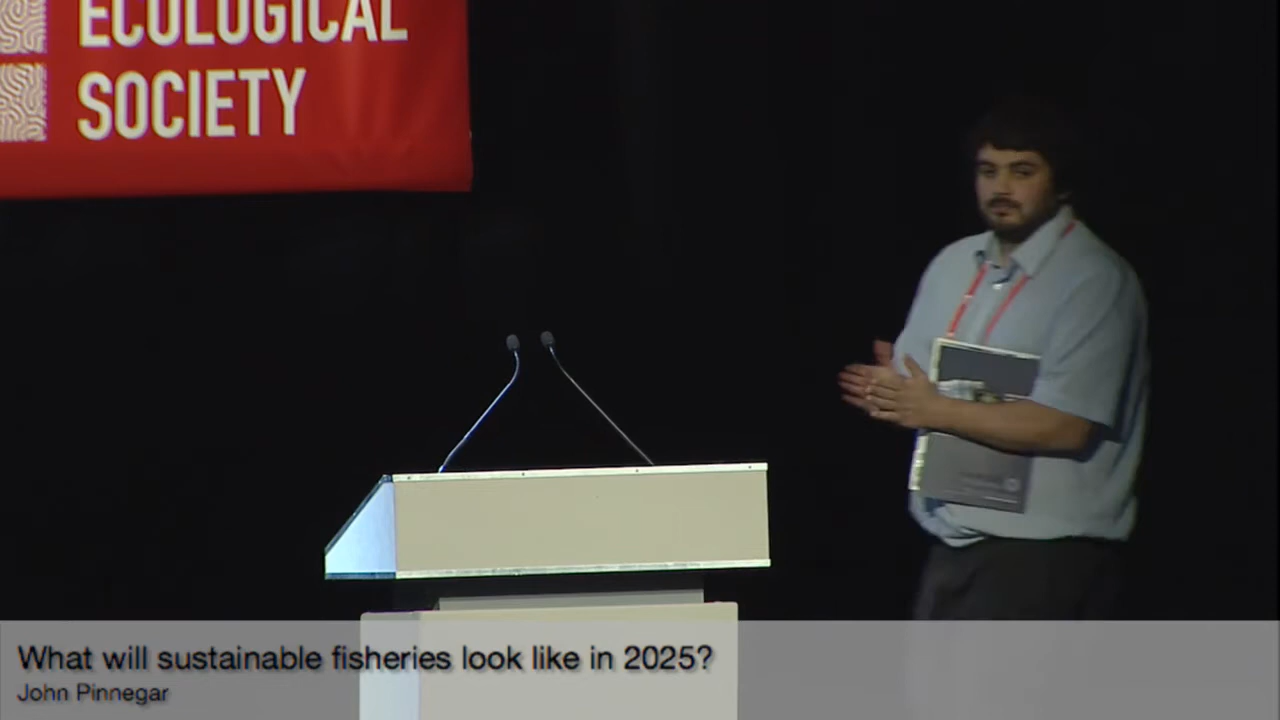 ECOLOGICAL
SOCIETY
What will sustainable fisheries look like in 2025?
John Pinnegar